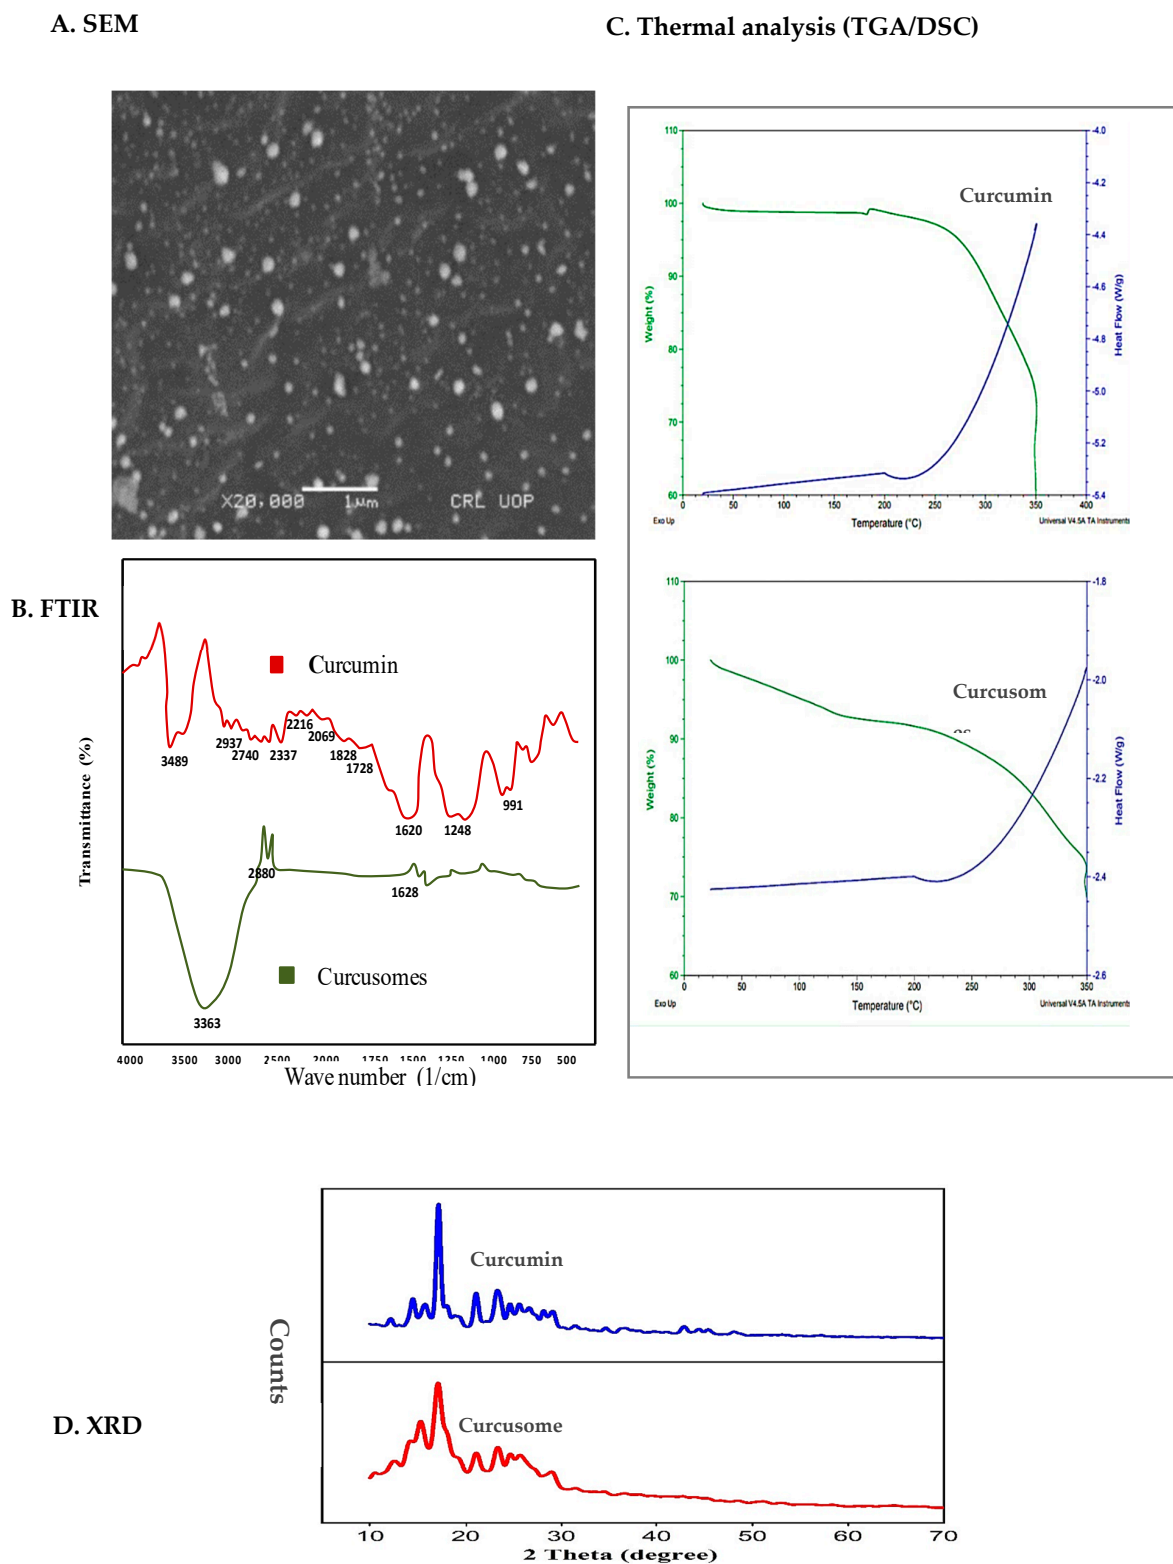 A. SEM
C. Thermal analysis (TGA/DSC)
X20,000 1µm CRL UOP
B. FTIR
Curcumin
3489
2937
2740
2337
2216
2069
1828
1728
1620
1248
991
2880
1628
3363
Curcusomes
Transmittance (%)
4000 3500 3000 2500 2000 1750 1500 1250 1000 750 500
Wave number (1/cm)
110
100
90
80
70
60
Weight (%)
Curcumin
-4.0
-4.2
-4.4
-4.6
-4.8
-5.0
-5.2
-5.4
Heat Flow (W/g)
0 50 100 150 200 250 300 350 400
Exo Up
Temperature (°C)
Universal V4.5A TA Instruments
110
100
90
80
70
60
Weight (%)
Curcusom
es
-1.8
-2.0
-2.2
-2.4
-2.6
Heat Flow (W/g)
0 50 100 150 200 250 300 350
Exo Up
Temperature (°C)
Universal V4.5A TA Instruments
D. XRD
Counts
Curcumin
Curcusome
10 20 30 40 50 60 70
2 Theta (degree)